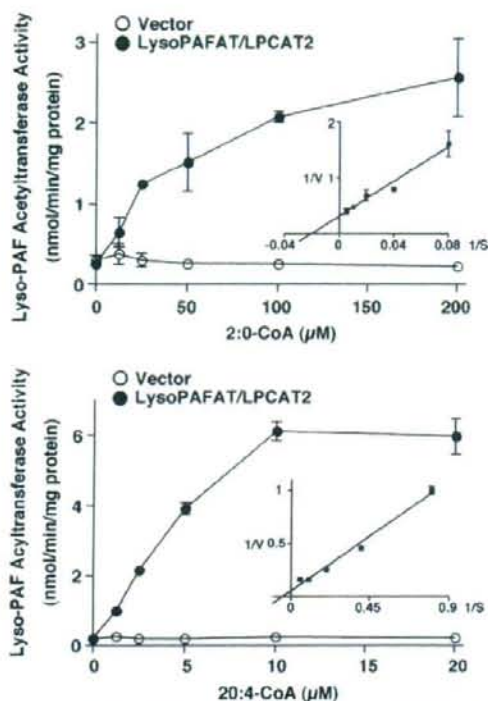 Vector
LysoPAFAT/LPCAT2
Lyso-PAF Acetyltransferase Activity
(nmol/min/mg protein)
3
2
1
0
2
1/V 1
-0.04 0 0.04 0.08 1/S
0 50 100 150 200
2:0-CoA (µM)
Vector
LysoPAFAT/LPCAT2
Lyso-PAF Acyltransferase Activity
(nmol/min/mg protein)
6
4
2
0
1
0.5
1/V
0 0.45 0.9 1/S
0 5 10 15 20
20:4-CoA (µM)